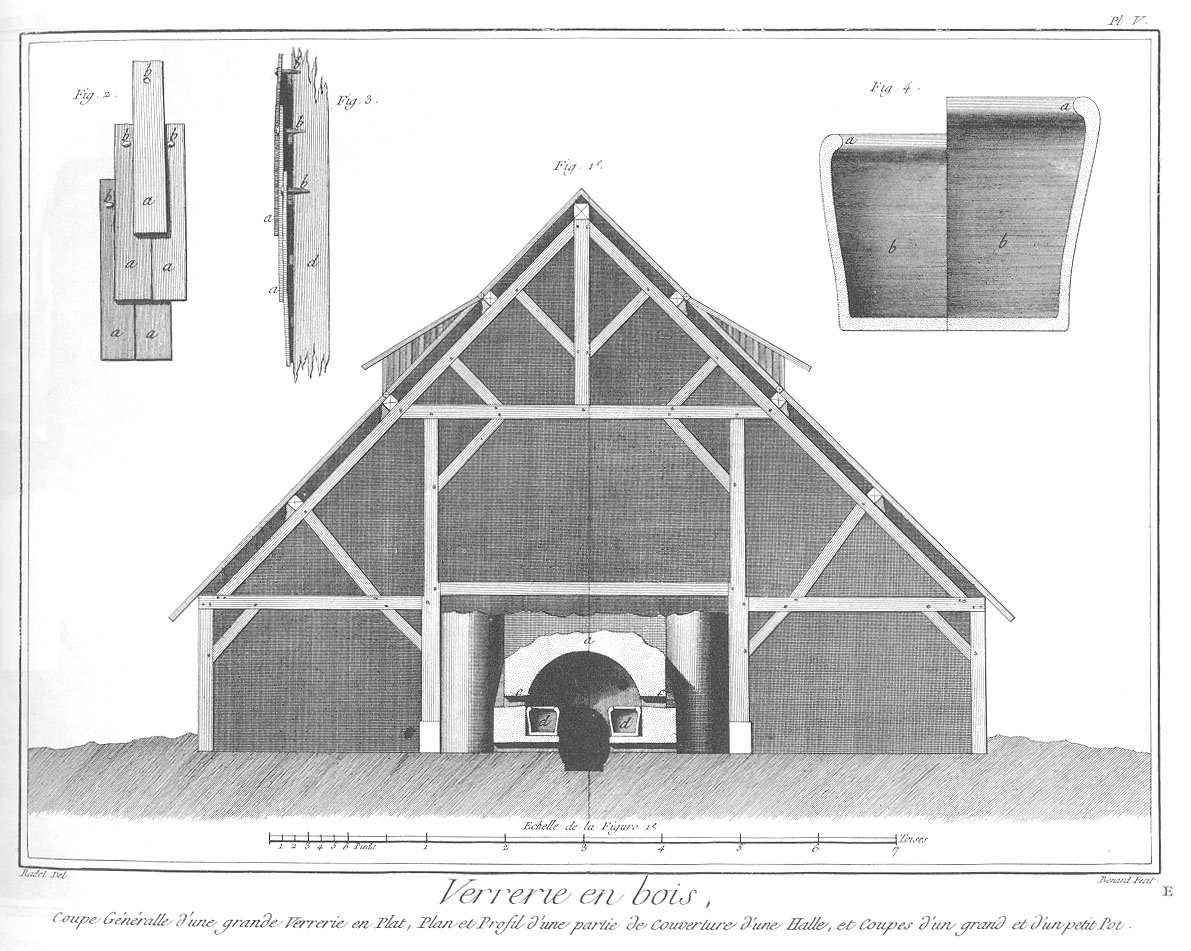 Pl. V.
Fig. 2.
Fig. 3.
Fig. 4.
Fig. 1e.
b
b
b
b
a
a
a
a
a
b
b
b
a
a
d
a
a
b
b
a
c
c
d
d
Echelle de la Figure 1e.
1 2 3 4 5 6 Pieds 1 2 3 4 5 6 7 Toises
Radel Del.
Benard Fecit.
Verrerie en bois,
E
Coupe Généralle d'une grande Verrerie en Plat, Plan et Profil d'une partie de Couverture d'une Halle, et Coupes d'un grand et d'un petit Pot.